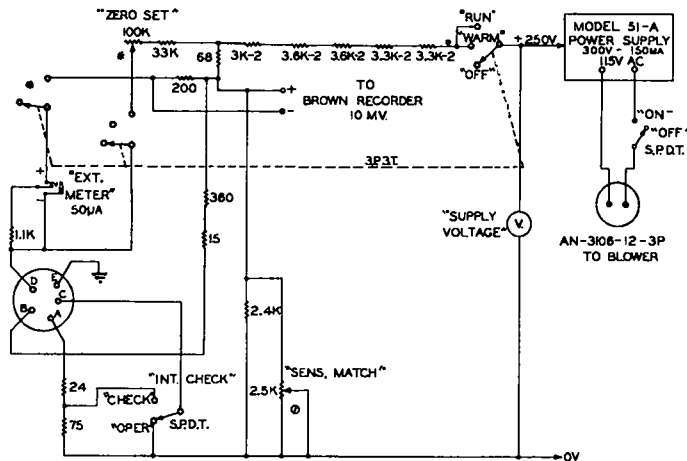 "ZERO SET"
100K
33K
68
3K-2
3.6K-2
3.6K-2
3.3K-2
3.3K-2
"RUN"
"WARM"
"OFF"
+250V
MODEL 51-A
POWER SUPPLY
300V - 150MA
115V AC
200
+
-
TO
BROWN RECORDER
10 MV.
"ON"
"OFF"
S.P.D.T.
3P3T.
+
-
"EXT.
METER"
50µA
1.1K
360
15
"SUPPLY
VOLTAGE"
V.
AN-3106-12-3P
TO BLOWER
D
E
C
B
A
2.4K
24
75
"INT. CHECK"
"CHECK"
"OPER"
S.P.D.T.
"SENS, MATCH"
2.5K
0V